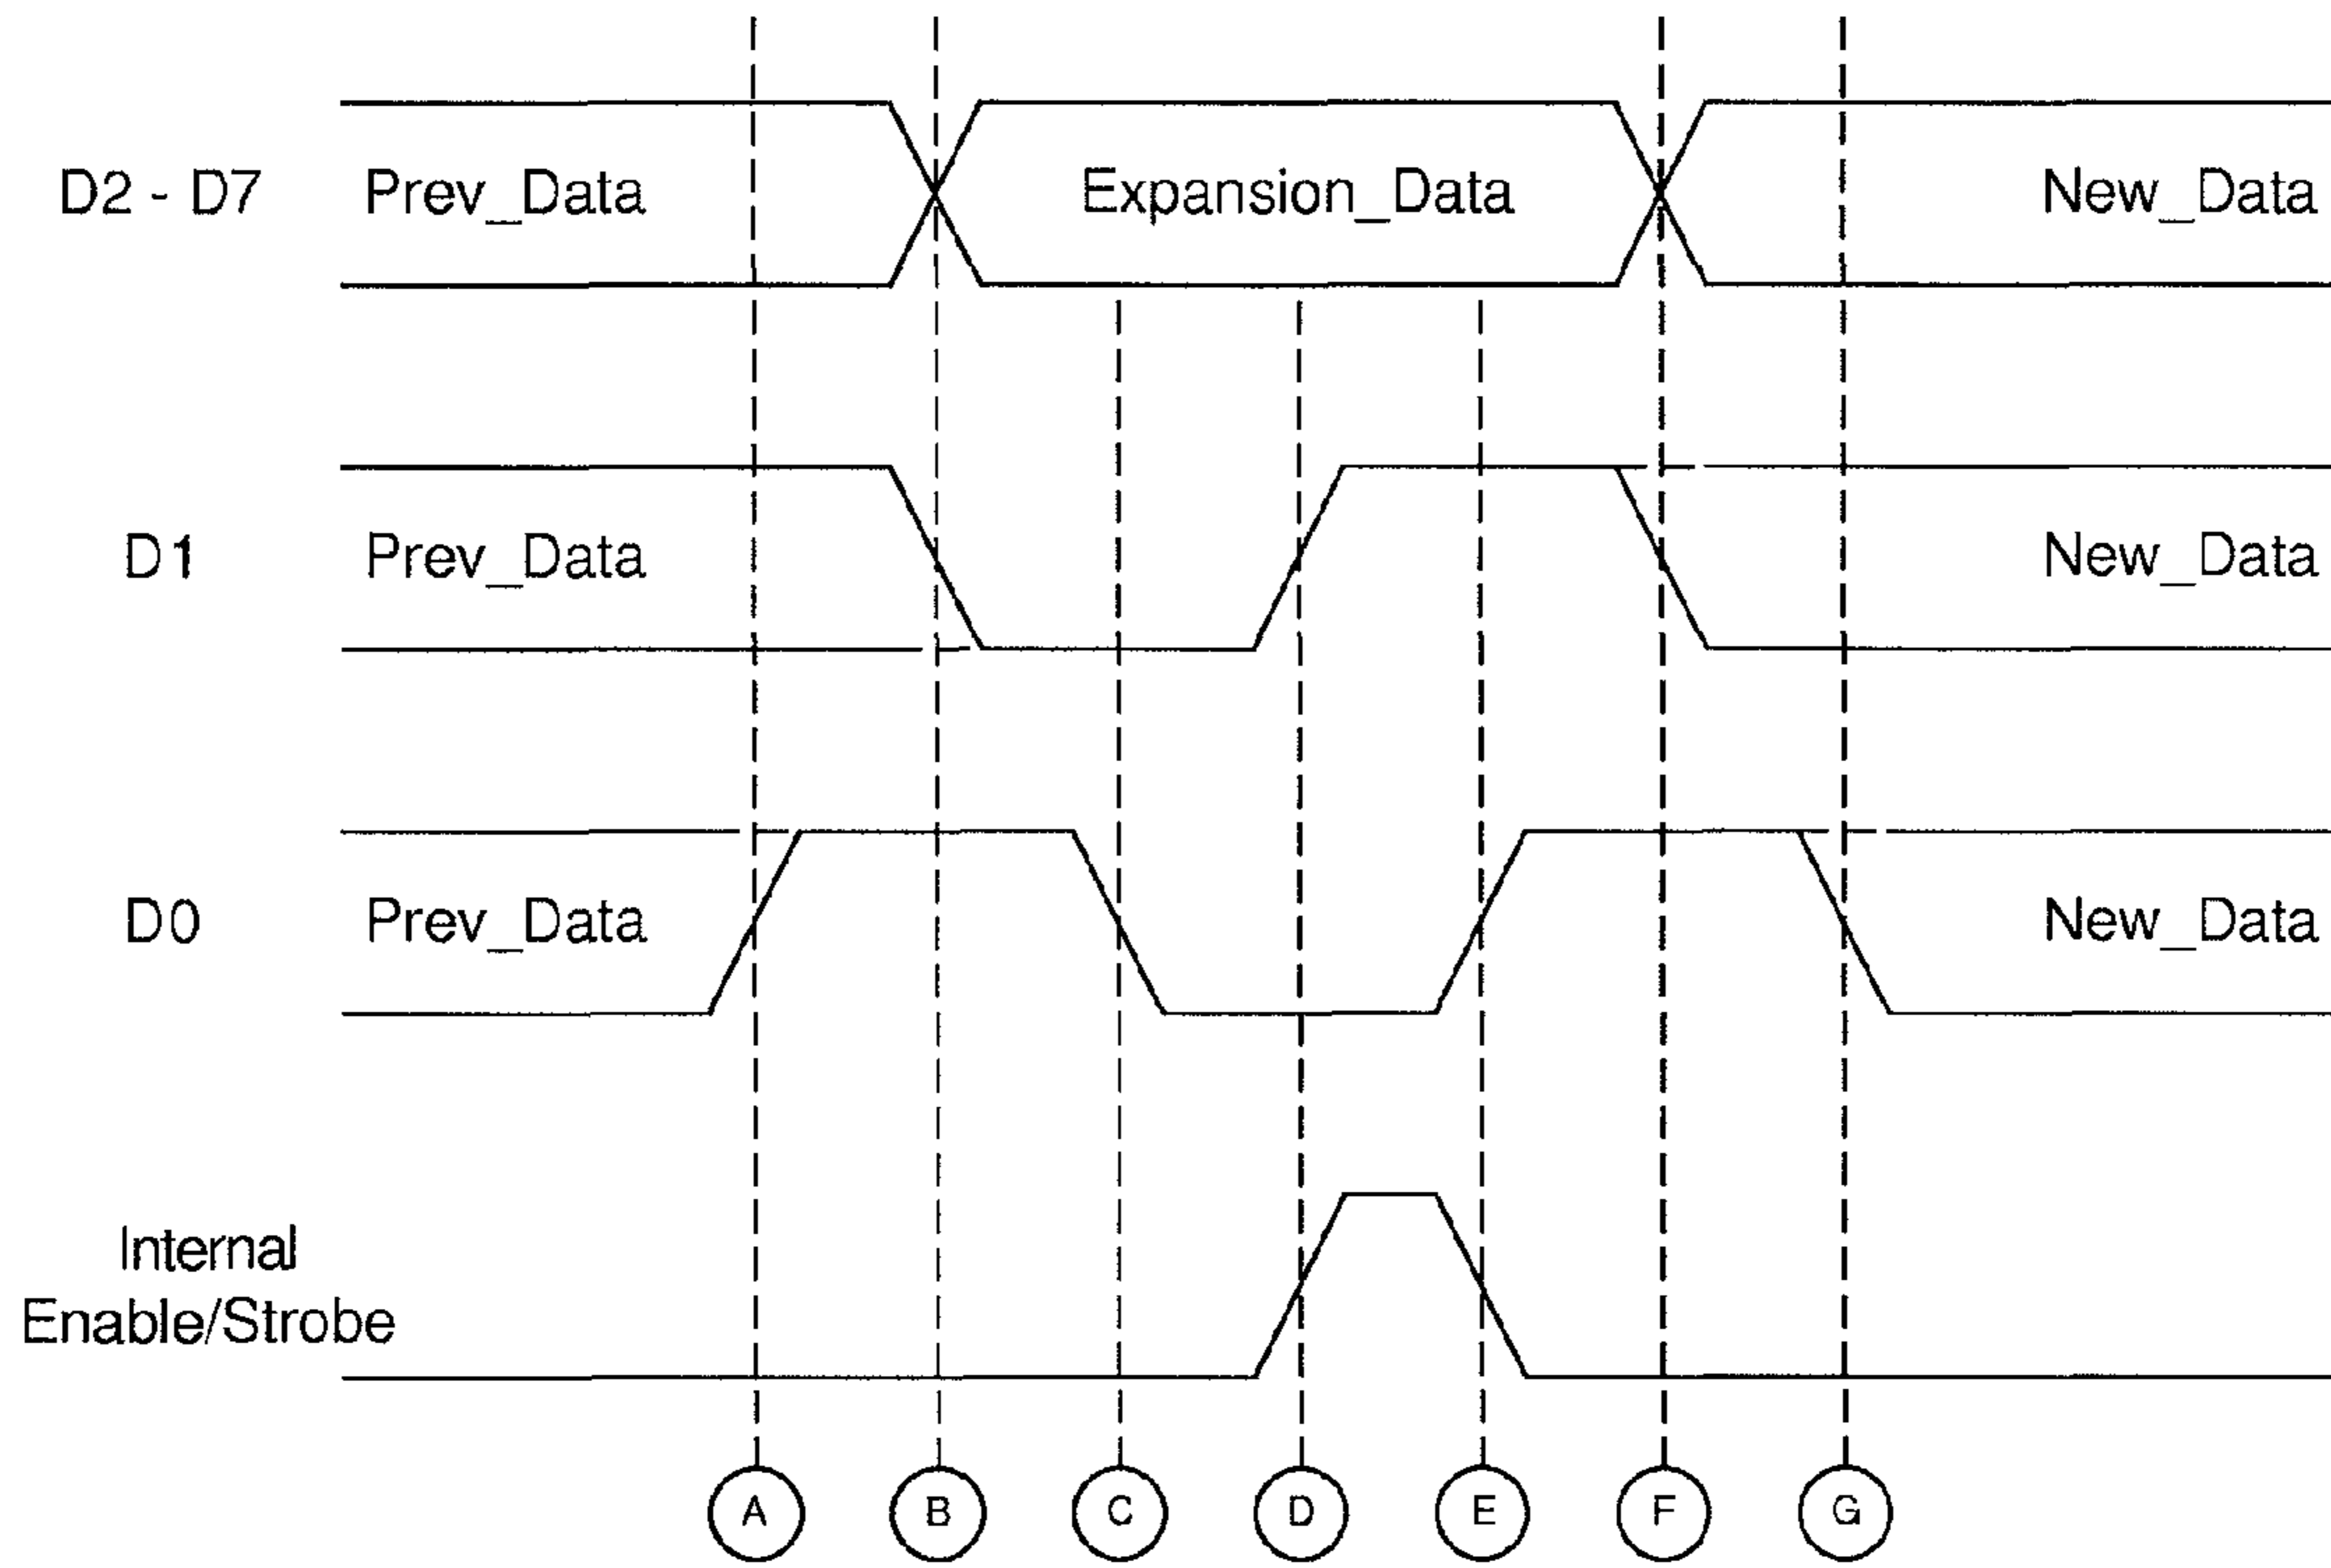 D2 - D7 Prev_Data Expansion_Data New_Data
D1 Prev_Data New_Data
D0 Prev_Data New_Data
Internal
Enable/Strobe
A B C D E F G